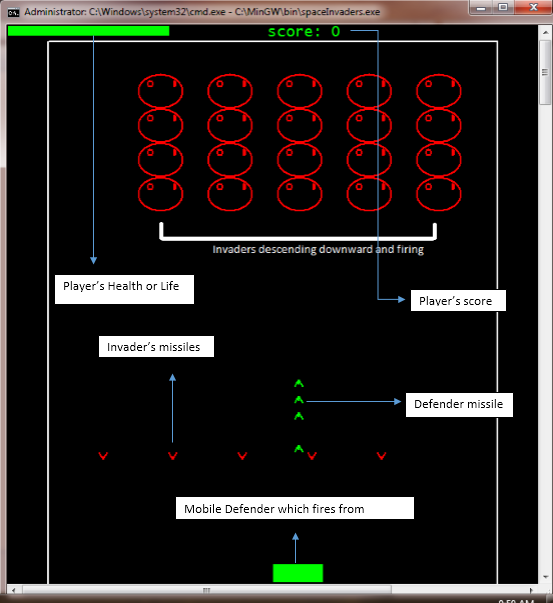 Administrator: C:\Windows\system32\cmd.exe - C:\MinGW\bin\spaceInvaders.exe
score: 0
Invaders descending downward and firing
Player's Health or Life
Player's score
Invader's missiles
Defender missile
Mobile Defender which fires from